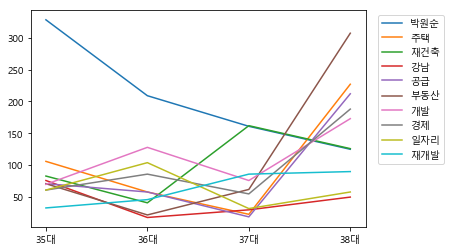 300
250
200
150
100
50
35대 36대 37대 38대
박원순
주택
재건축
강남
공급
부동산
개발
경제
일자리
재개발